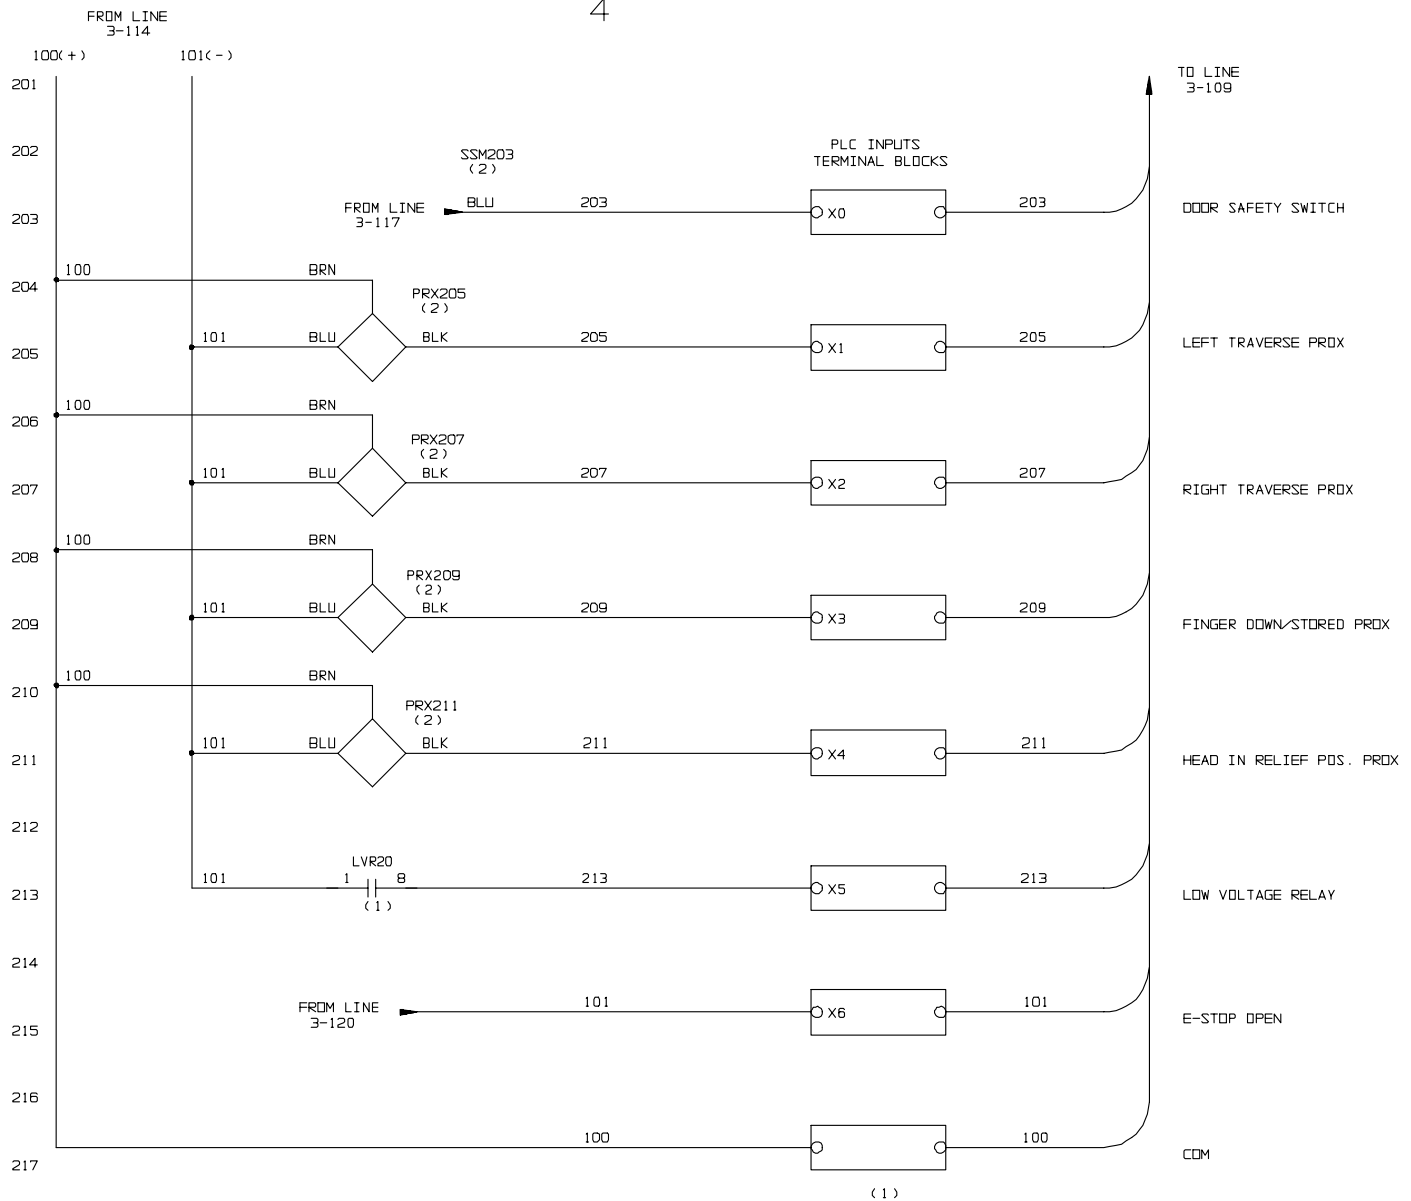 4
FROM LINE
3-114
100(+)
101(-)
TO LINE
3-109
201
202
SSM203
(2)
PLC INPUTS
TERMINAL BLOCKS
203
FROM LINE
3-117
BLU
203
X0
203
DOOR SAFETY SWITCH
204
100
BRN
PRX205
(2)
205
101
BLU
BLK
205
X1
205
LEFT TRAVERSE PROX
206
100
BRN
PRX207
(2)
207
101
BLU
BLK
207
X2
207
RIGHT TRAVERSE PROX
208
100
BRN
PRX209
(2)
209
101
BLU
BLK
209
X3
209
FINGER DOWN/STORED PROX
210
100
BRN
PRX211
(2)
211
101
BLU
BLK
211
X4
211
HEAD IN RELIEF POS. PROX
212
LVR20
213
101
1
8
(1)
213
X5
213
LOW VOLTAGE RELAY
214
FROM LINE
3-120
215
101
X6
101
E-STOP OPEN
216
217
100
100
COM
(1)